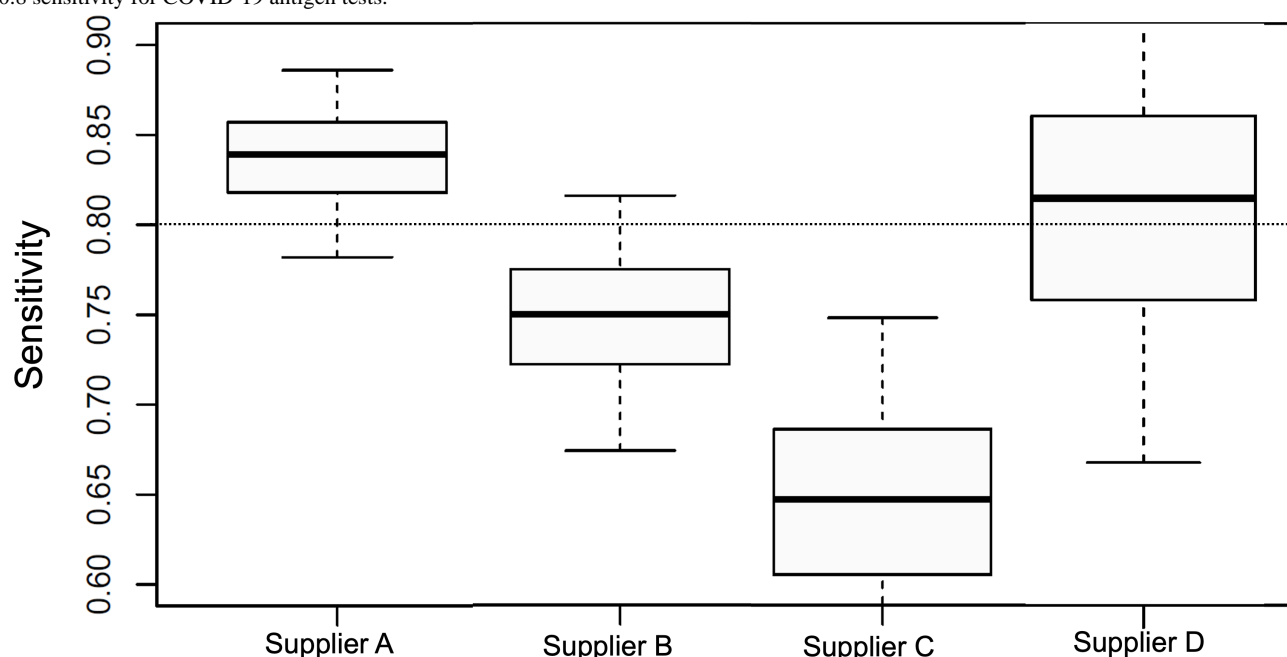 0.8 sensitivity for COVID-19 antigen tests.
0.90
0.85
0.80
0.75
0.70
0.65
0.60
Sensitivity
Supplier A
Supplier B
Supplier C
Supplier D